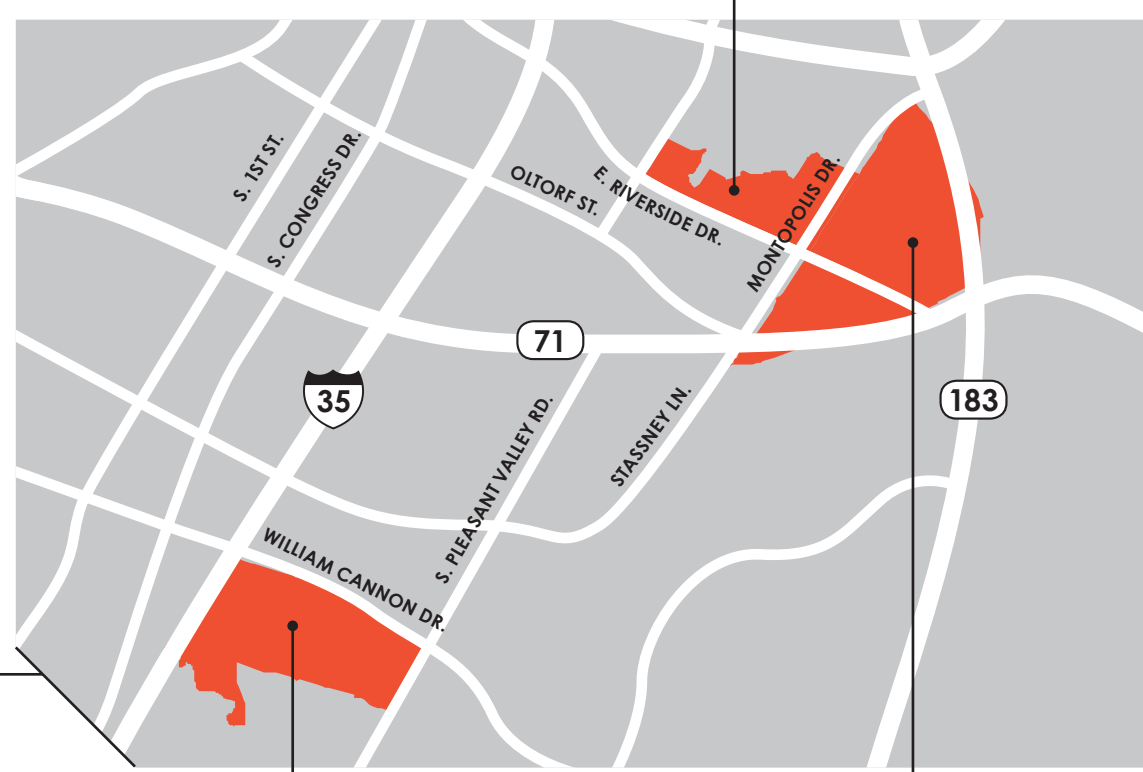 S. 1ST ST.
S. CONGRESS DR.
OLTORF ST.
E. RIVERSIDE DR.
MONTOPOLIS DR.
71
35
183
STASSNEY LN.
S. PLEASANT VALLEY RD.
WILLIAM CANNON DR.